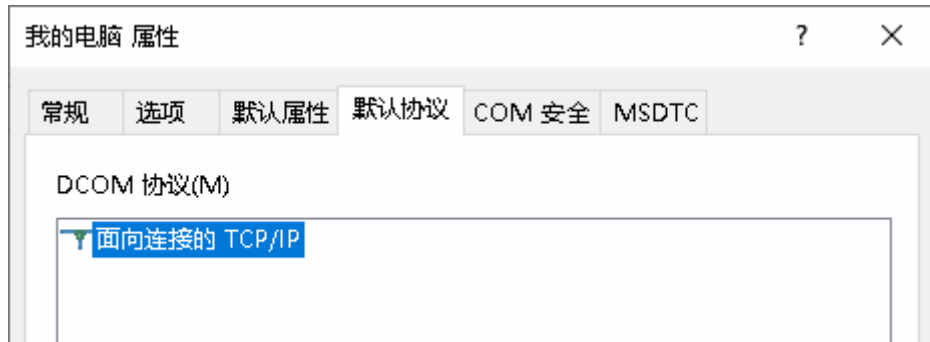 我的电脑 属性 ?
常规 选项 默认属性 默认协议 COM 安全 MSDTC
DCOM 协议(M)
面向连接的 TCP/IP